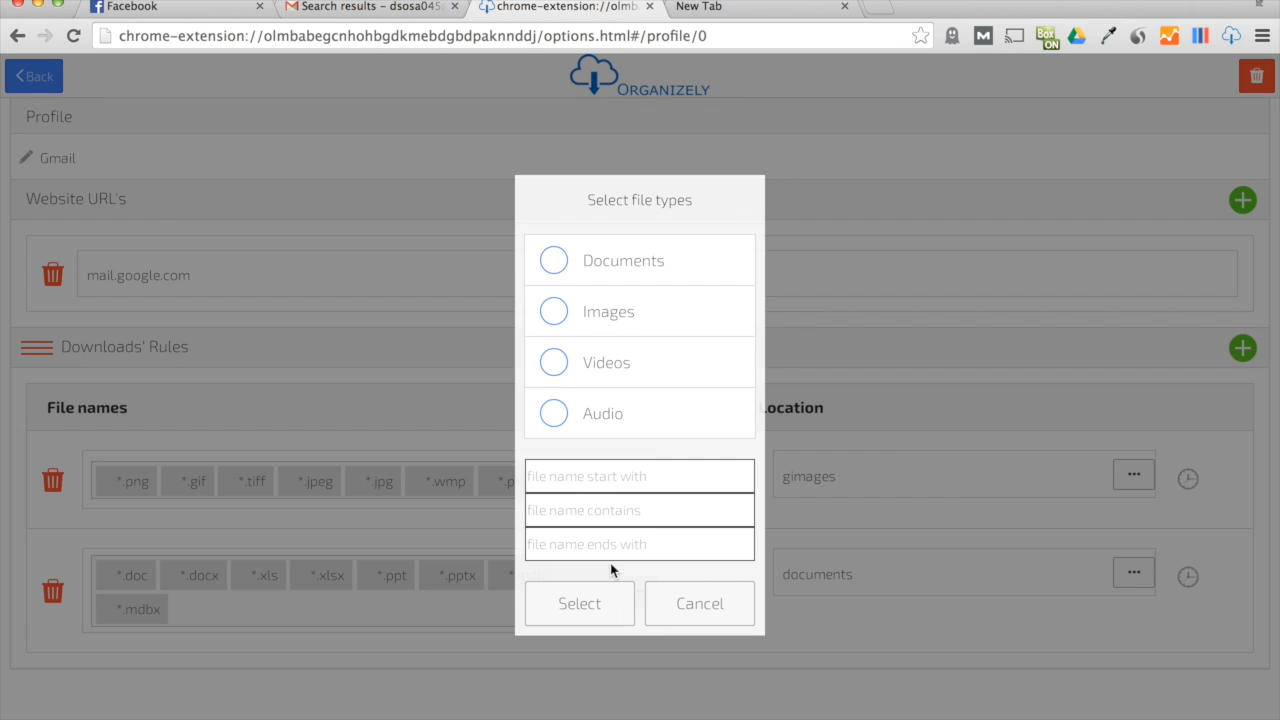 Facebook
Search results - dsosa045
chrome-extension://olmb
New Tab
chrome-extension://olmbabegcnhohbgdkmebdgbbpaknnddj/options.html#/profile/0
Box
ON
Back
ORGANIZELY
Profile
Gmail
Website URL's
mail.google.com
Downloads' Rules
File names
Location
*.png *.gif *.tiff *.jpeg *.jpg *.wmp
gimages
*.doc *.docx *.xls *.xlsx *.ppt *.pptx
*.mdbx
documents
Select file types
Documents
Images
Videos
Audio
file name start with
file name contains
file name ends with
Select
Cancel